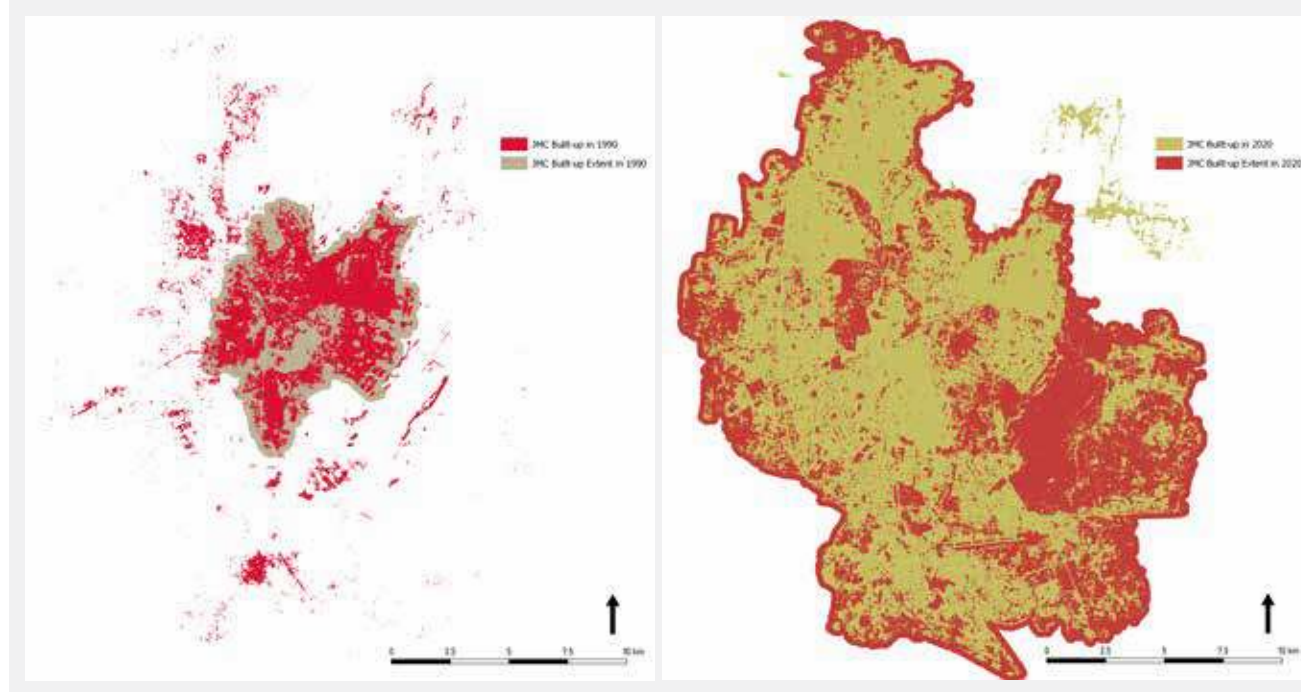 JMC Built-up in 1990
JMC Built-up Extent in 1990
0 2.5 5 7.5 10 km
JMC Built-up in 2020
JMC Built-up Extent in 2020
0 2.5 5 7.5 10 km